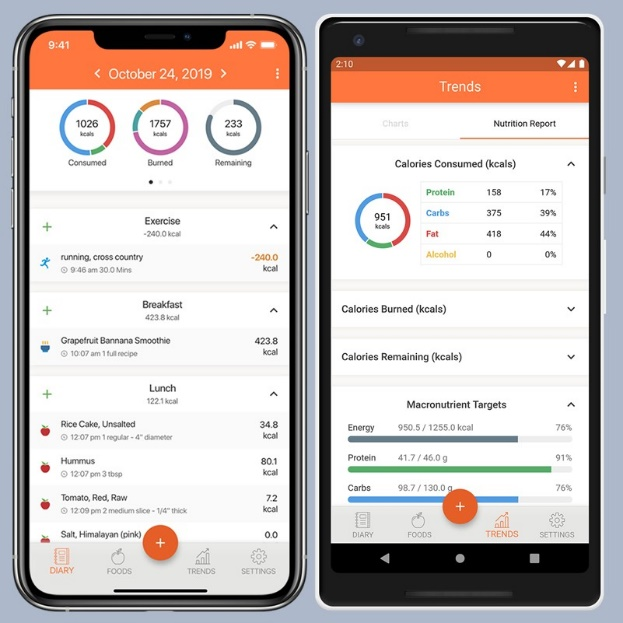 9:41
October 24, 2019
1026
kcals
Consumed
1757
kcals
Burned
233
kcals
Remaining
Exercise
-240.0 kcal
running, cross country
9:46 am 30.0 Mins
-240.0
kcal
Breakfast
423.8 kcal
Grapefruit Bannana Smoothie
10:07 am 1 full recipe
423.8
kcal
Lunch
122.1 kcal
Rice Cake, Unsalted
12:07 pm 1 regular - 4" diameter
34.8
kcal
Hummus
12:07 pm 3 tbsp
80.1
kcal
Tomato, Red, Raw
12:09 pm 2 medium slice - 1/4" thick
7.2
kcal
Salt, Himalayan (pink)
0.0
+
DIARY
FOODS
TRENDS
SETTINGS
2:10
Trends
Charts
Nutrition Report
Calories Consumed (kcals)
951
kcals
Protein 158 17%
Carbs 375 39%
Fat 418 44%
Alcohol 0 0%
Calories Burned (kcals)
Calories Remaining (kcals)
Macronutrient Targets
Energy 950.5 / 1255.0 kcal 76%
Protein 41.7 / 46.0 g 91%
Carbs 98.7 / 130.0 g 76%
+
DIARY
FOODS
TRENDS
SETTINGS